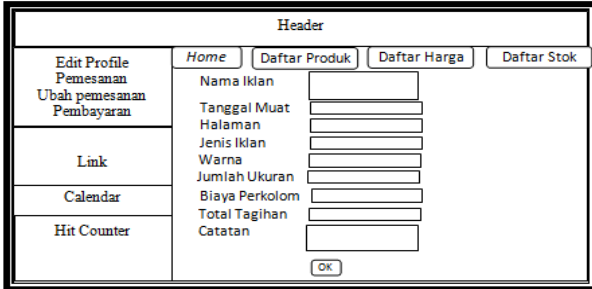 Header
Edit Profile
Pemesanan
Ubah pemesanan
Pembayaran
Link
Calendar
Hit Counter
Home Daftar Produk Daftar Harga Daftar Stok
Nama Iklan
Tanggal Muat
Halaman
Jenis Iklan
Warna
Jumlah Ukuran
Biaya Perkolom
Total Tagihan
Catatan
OK